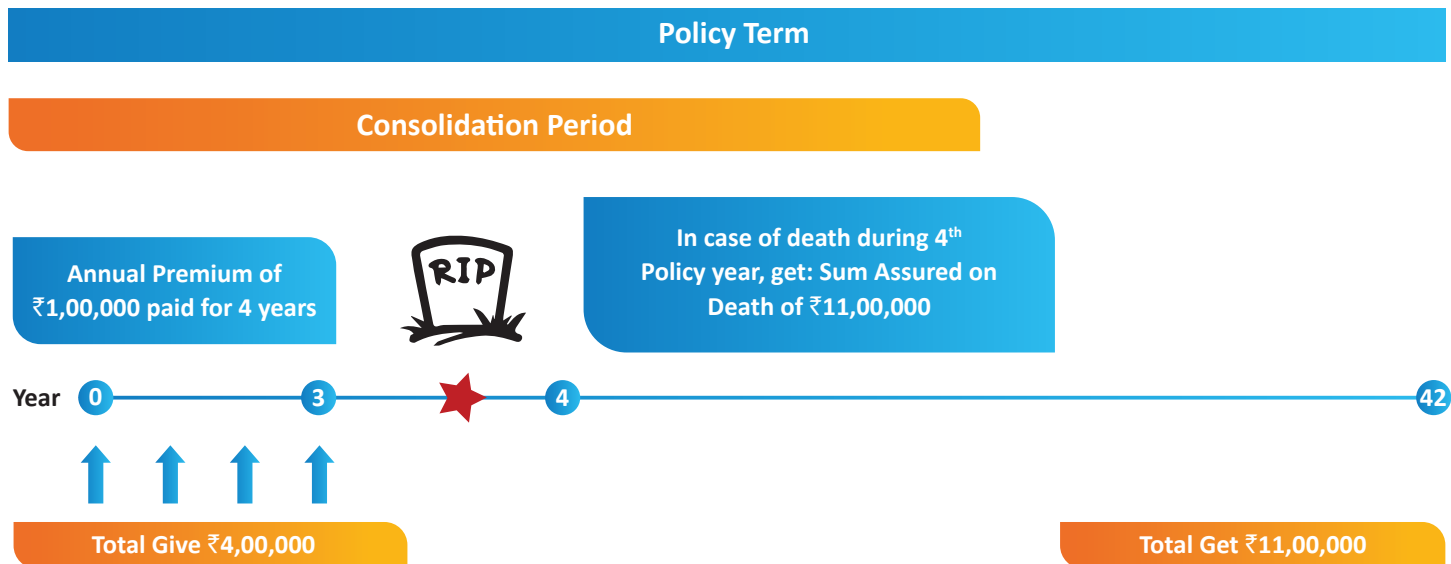 Policy Term
Consolidation Period
Annual Premium of
₹1,00,000 paid for 4 years
RIP
In case of death during 4th
Policy year, get: Sum Assured on
Death of ₹11,00,000
Year 0 3 4 42
Total Give ₹4,00,000
Total Get ₹11,00,000